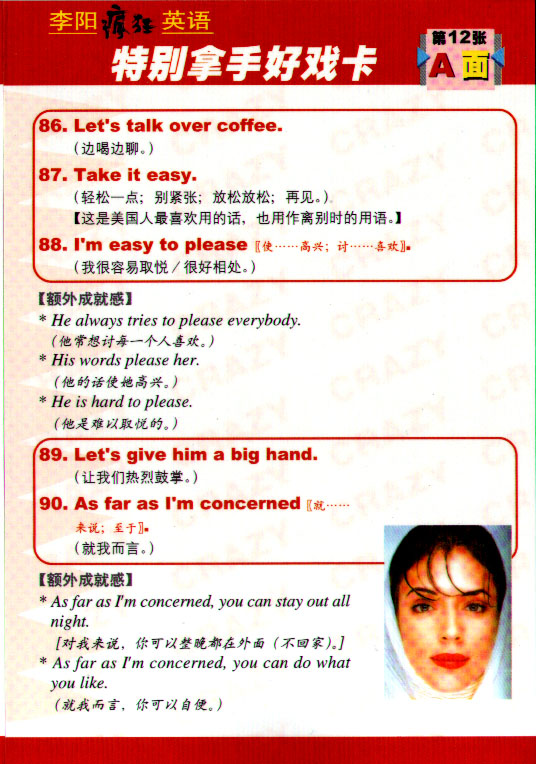 李阳疯狂英语
特别拿手好戏卡
第12张
A面
86. Let's talk over coffee.
（边喝边聊。）
87. Take it easy.
（轻松一点；别紧张；放松放松；再见。）
【这是美国人最喜欢用的话，也用作离别时的用语。】
88. I'm easy to please〖使……高兴；讨……喜欢〗.
（我很容易取悦／很好相处。）
【额外成就感】
* He always tries to please everybody.
（他常想讨每一个人喜欢。）
* His words please her.
（他的话使她高兴。）
* He is hard to please.
（他是难以取悦的。）
89. Let's give him a big hand.
（让我们热烈鼓掌。）
90. As far as I'm concerned〖就……
来说；至于〗.
（就我而言。）
【额外成就感】
* As far as I'm concerned, you can stay out all
night.
［对我来说，你可以整晚都在外面（不回家）。］
* As far as I'm concerned, you can do what
you like.
（就我而言，你可以自便。）
CRAZY